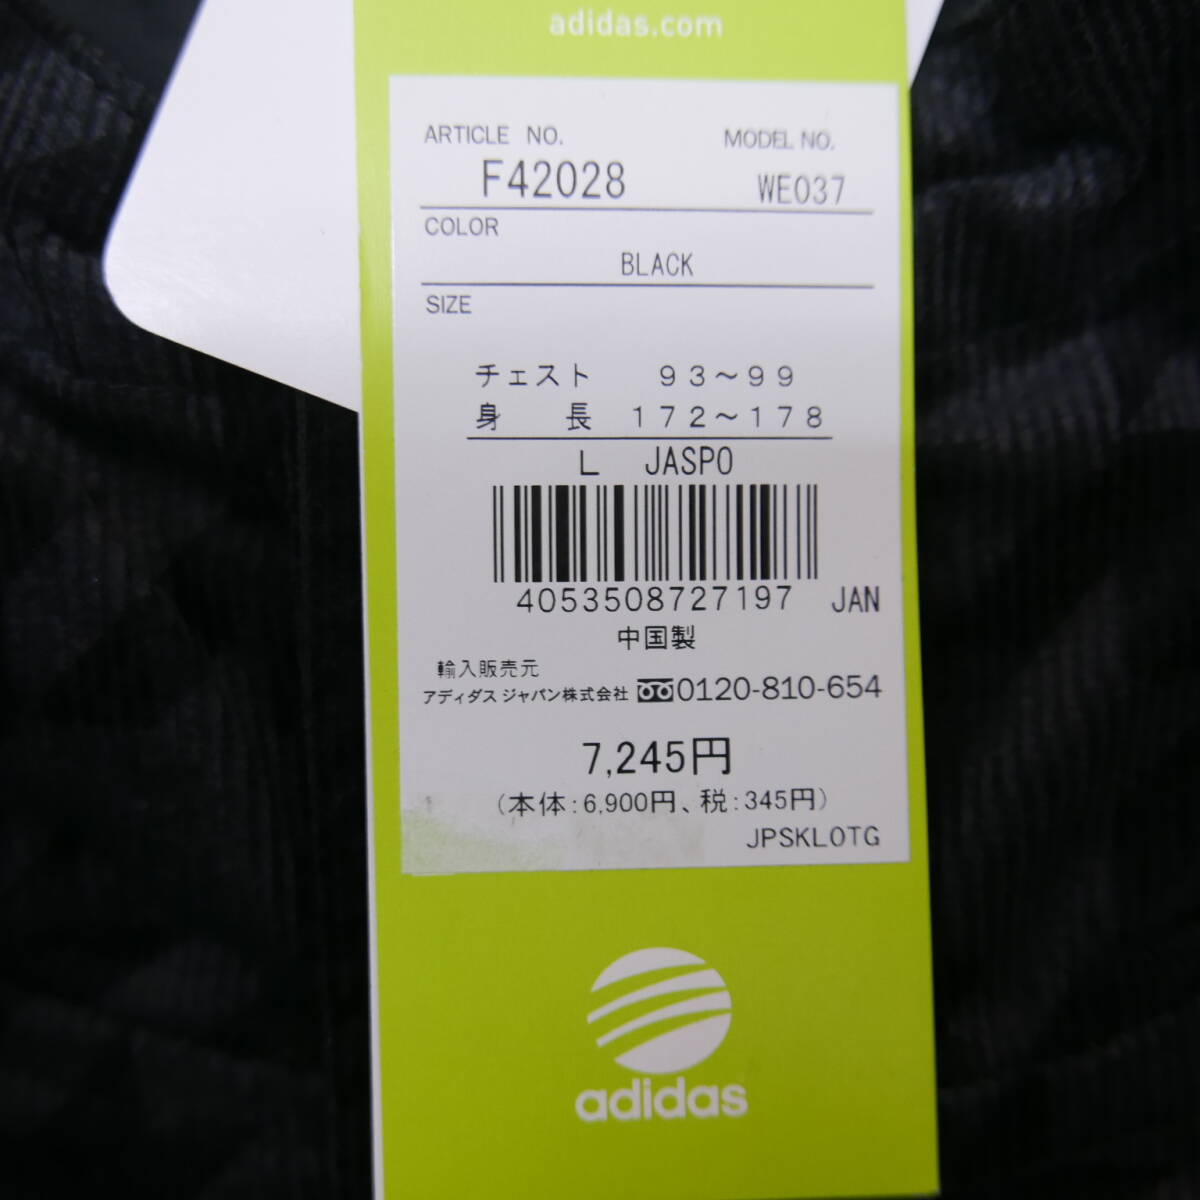 adidas.com
ARTICLE NO. MODEL NO.
F42028 WE037
COLOR
BLACK
SIZE
チェスト 93~99
身 長 172~178
L JASPO
4053508727197 JAN
中国製
輸入販売元
アディダス ジャパン株式会社 0120-810-654
7,245円
(本体:6,900円、税:345円)
JPSKLOTG
adidas